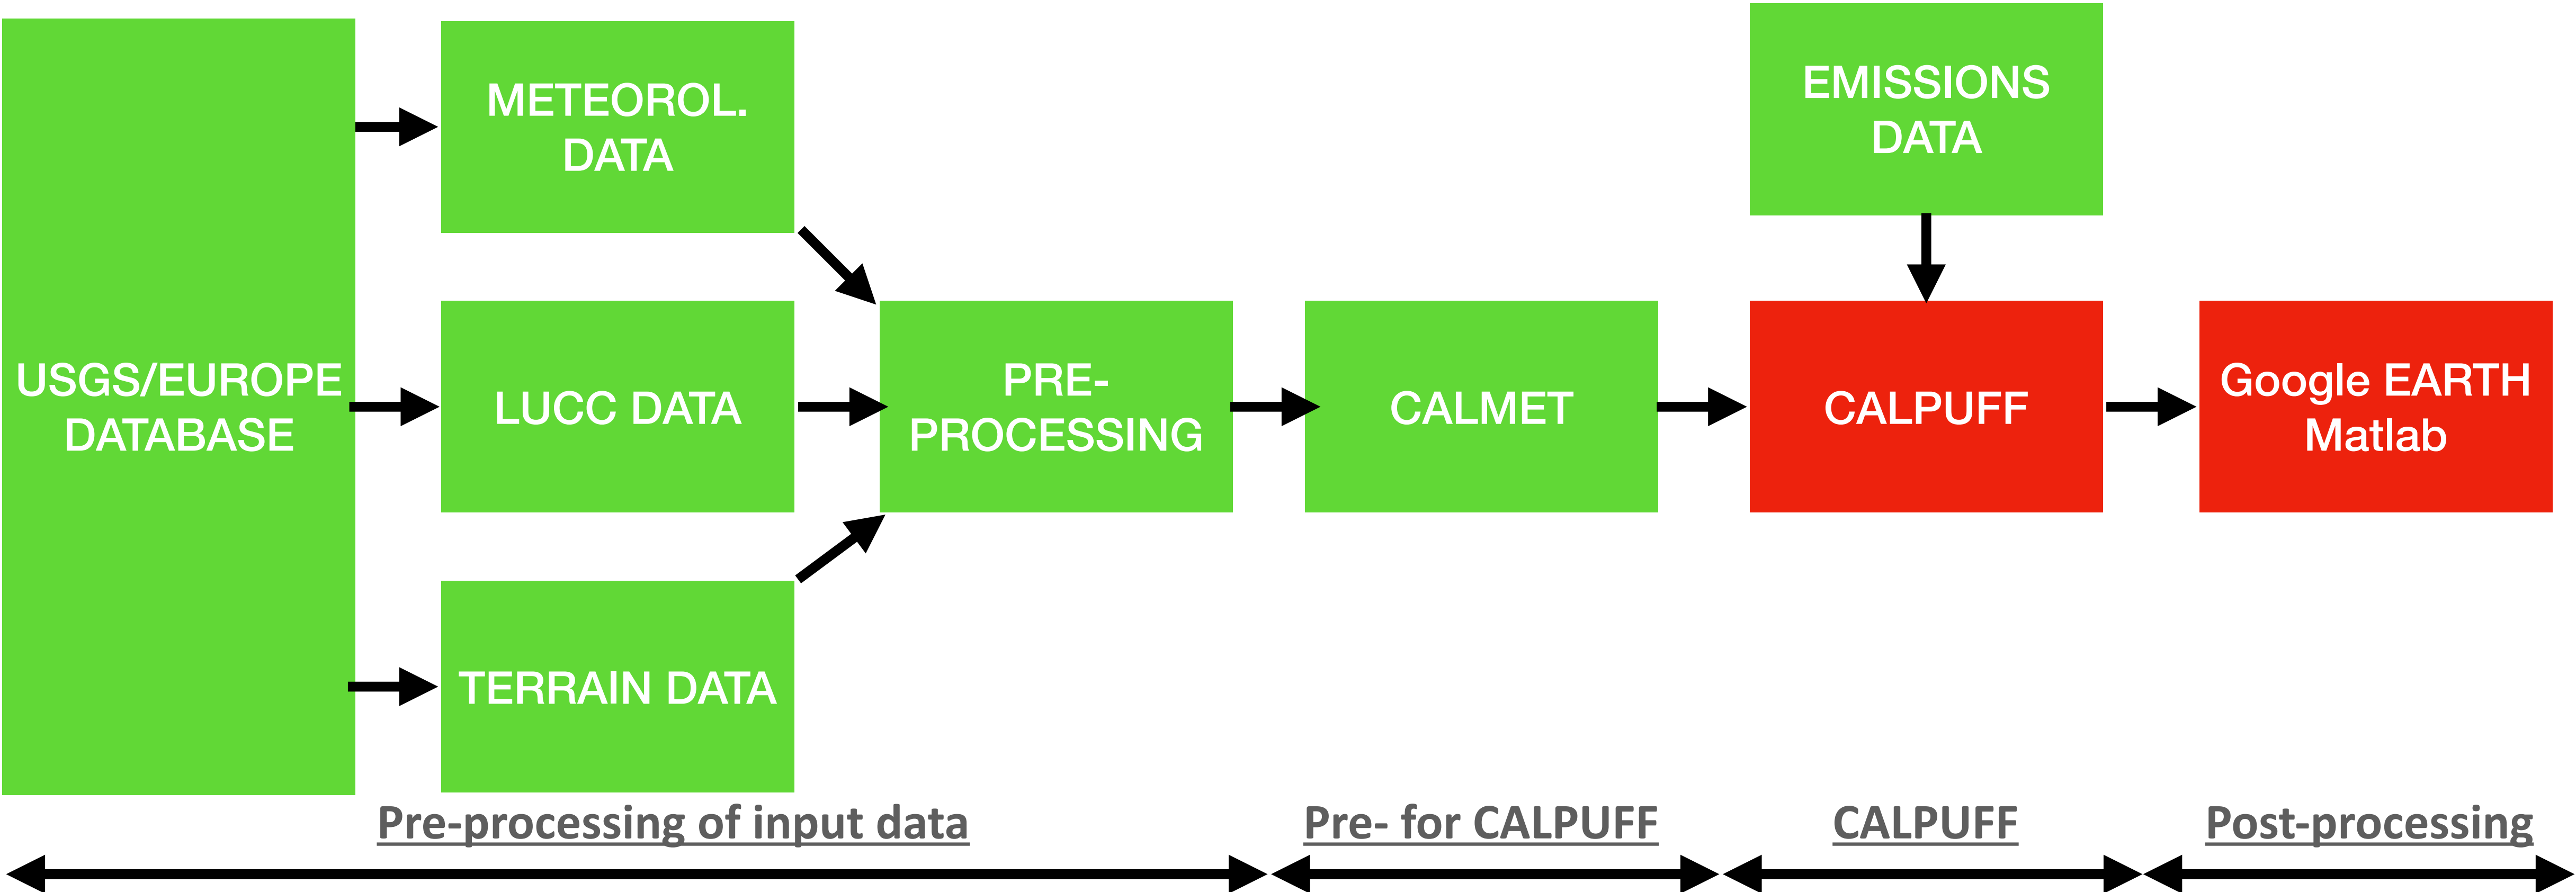 USGS/EUROPE
DATABASE
METEOROL.
DATA
LUCC DATA
TERRAIN DATA
PRE-
PROCESSING
CALMET
EMISSIONS
DATA
CALPUFF
Google EARTH
Matlab
Pre-processing of input data
Pre- for CALPUFF
CALPUFF
Post-processing